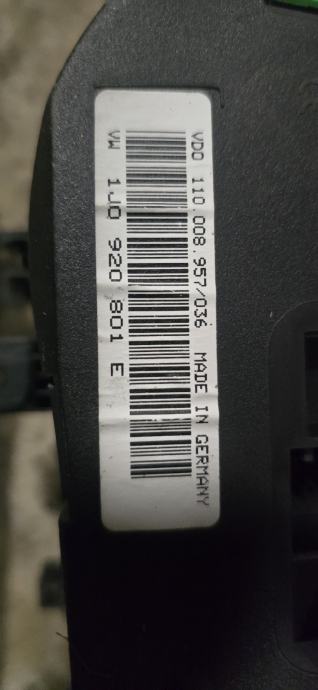 VDO 110.008.957/036 MADE IN GERMANY
VW 1J0 920 801 E